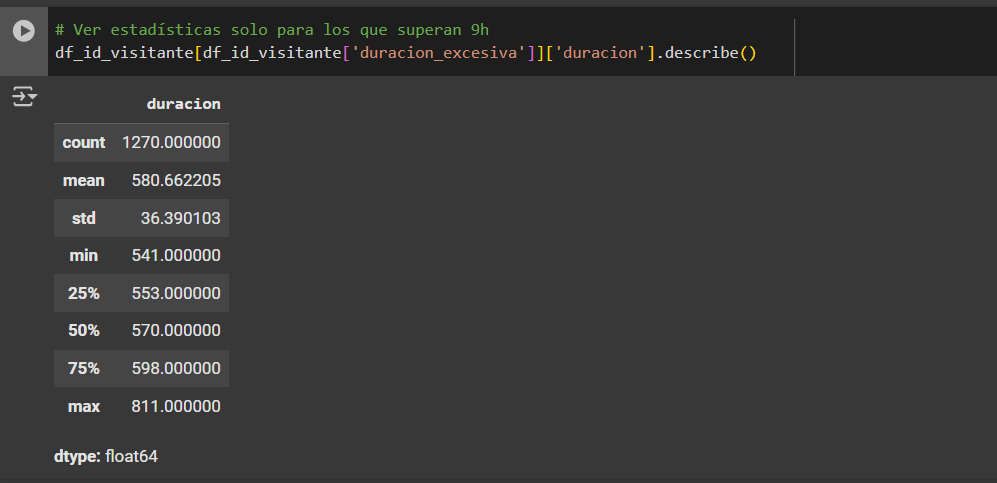 # Ver estadísticas solo para los que superan 9h
df_id_visitante[df_id_visitante['duracion_excesiva']]['duracion'].describe()
duracion
count 1270.000000
mean 580.662205
std 36.390103
min 541.000000
25% 553.000000
50% 570.000000
75% 598.000000
max 811.000000
dtype: float64